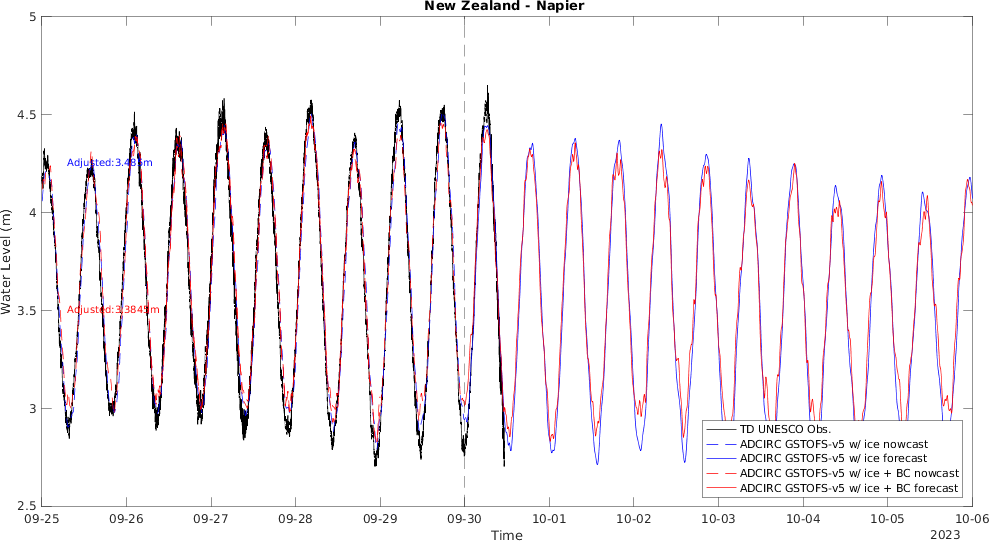 New Zealand - Napier
5
4.5
4
3.5
3
2.5
Water Level (m)
Adjusted:3.485m
Adjusted:3.3845m
TD UNESCO Obs.
ADCIRC GSTOFS-v5 w/ ice nowcast
ADCIRC GSTOFS-v5 w/ ice forecast
ADCIRC GSTOFS-v5 w/ ice + BC nowcast
ADCIRC GSTOFS-v5 w/ ice + BC forecast
09-25 09-26 09-27 09-28 09-29 09-30 10-01 10-02 10-03 10-04 10-05 10-06
Time
2023